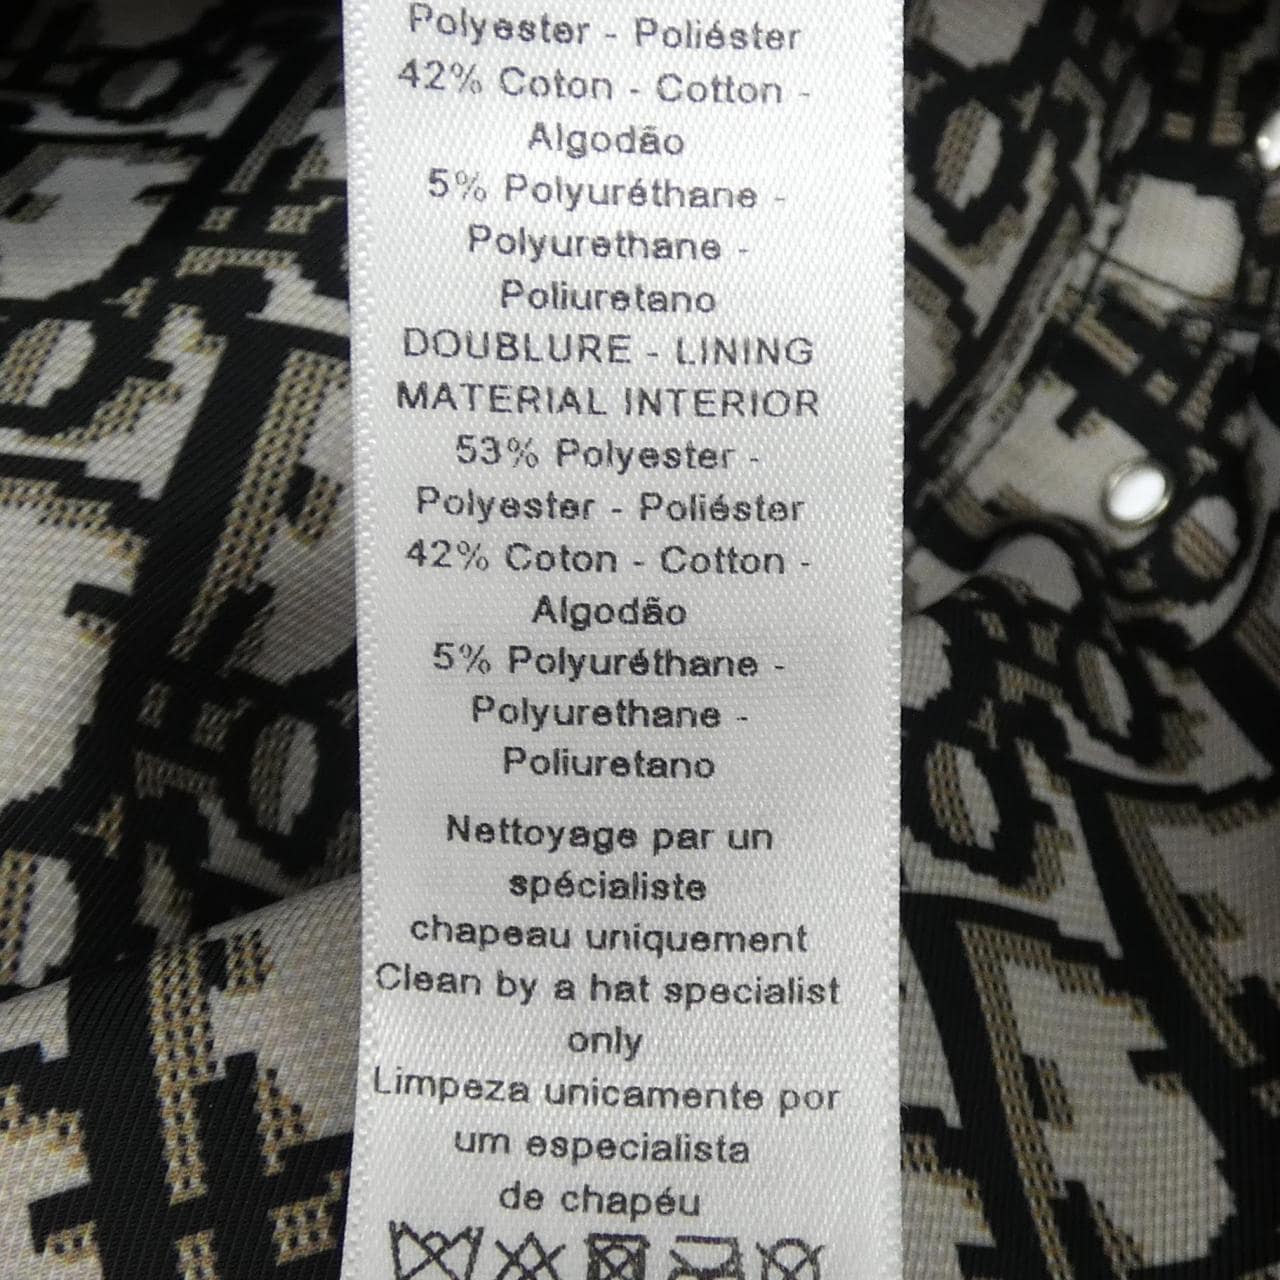 Polyester - Poliéster
42% Coton - Cotton -
Algodão
5% Polyuréthane -
Polyurethane -
Poliuretano
DOUBLURE - LINING
MATERIAL INTERIOR
53% Polyester -
Polyester - Poliéster
42% Coton - Cotton -
Algodão
5% Polyuréthane -
Polyurethane -
Poliuretano
Nettoyage par un
spécialiste
chapeau uniquement
Clean by a hat specialist
only
Limpeza unicamente por
um especialista
de chapéu